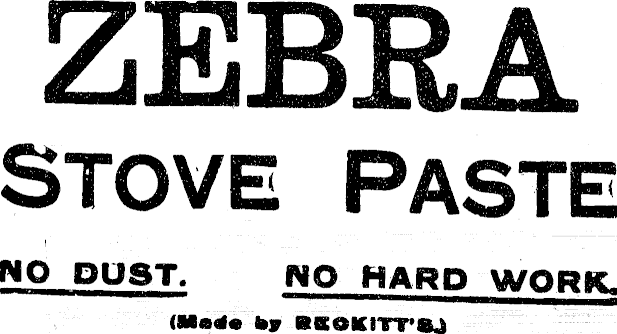 ZEBRA
STOVE PASTE
NO DUST. NO HARD WORK.
(Made by RECKITT'S.)